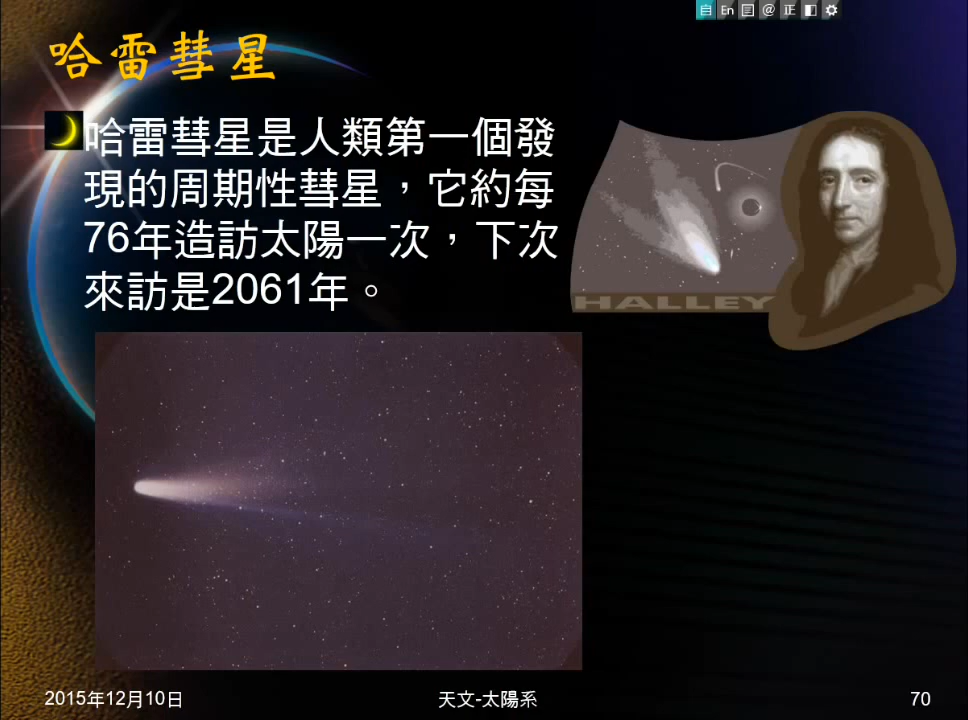 自 En @ 正
哈雷彗星
哈雷彗星是人類第一個發
現的周期性彗星，它約每
76年造訪太陽一次，下次
來訪是2061年。
HALLEY
2015年12月10日
天文-太陽系
70